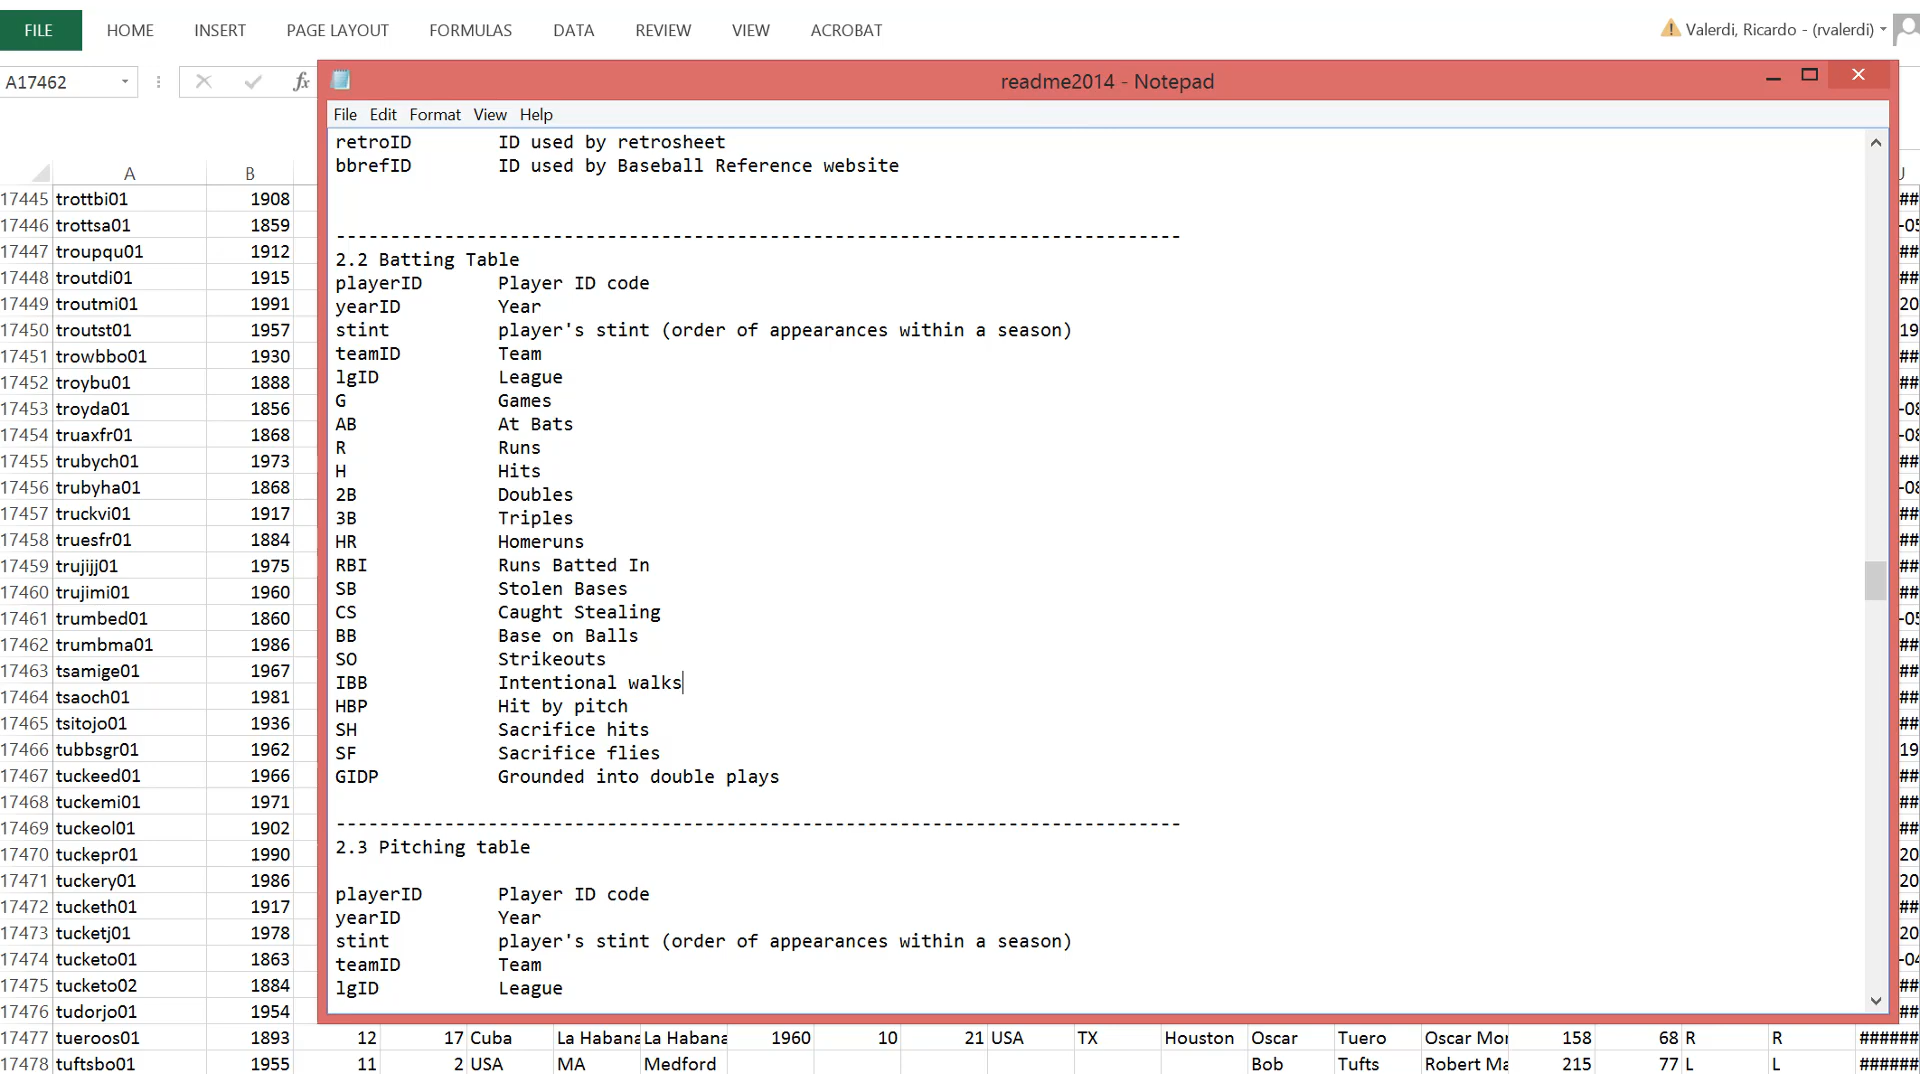 FILE HOME INSERT PAGE LAYOUT FORMULAS DATA REVIEW VIEW ACROBAT Valerdi, Ricardo - (rvalerdi)
A17462 fx
readme2014 - Notepad
File Edit Format View Help
retroID ID used by retrosheet
bbrefID ID used by Baseball Reference website
--------------------------------------------------------------------------------
2.2 Batting Table
playerID Player ID code
yearID Year
stint player's stint (order of appearances within a season)
teamID Team
lgID League
G Games
AB At Bats
R Runs
H Hits
2B Doubles
3B Triples
HR Homeruns
RBI Runs Batted In
SB Stolen Bases
CS Caught Stealing
BB Base on Balls
SO Strikeouts
IBB Intentional walks
HBP Hit by pitch
SH Sacrifice hits
SF Sacrifice flies
GIDP Grounded into double plays
--------------------------------------------------------------------------------
2.3 Pitching table
playerID Player ID code
yearID Year
stint player's stint (order of appearances within a season)
teamID Team
lgID League
A B
17445 trottbi01 1908
17446 trottsa01 1859
17447 troupqu01 1912
17448 troutdi01 1915
17449 troutmi01 1991
17450 troutst01 1957
17451 trowbbo01 1930
17452 troybu01 1888
17453 troyda01 1856
17454 truaxfr01 1868
17455 trubych01 1973
17456 trubyha01 1868
17457 truckvi01 1917
17458 truesfr01 1884
17459 trujijj01 1975
17460 trujimi01 1960
17461 trumbed01 1860
17462 trumbma01 1986
17463 tsamige01 1967
17464 tsaoch01 1981
17465 tsitojo01 1936
17466 tubbsgr01 1962
17467 tuckeed01 1966
17468 tuckemi01 1971
17469 tuckeol01 1902
17470 tuckepr01 1990
17471 tuckery01 1986
17472 tucketh01 1917
17473 tucketj01 1978
17474 tucketo01 1863
17475 tucketo02 1884
17476 tudorjo01 1954
17477 tueroos01 1893 12 17 Cuba La Habana La Habana 1960 10 21 USA TX Houston Oscar Tuero Oscar Mor 158 68 R R ######
17478 tuftsbo01 1955 11 2 USA MA Medford Bob Tufts Robert Ma 215 77 L L ######